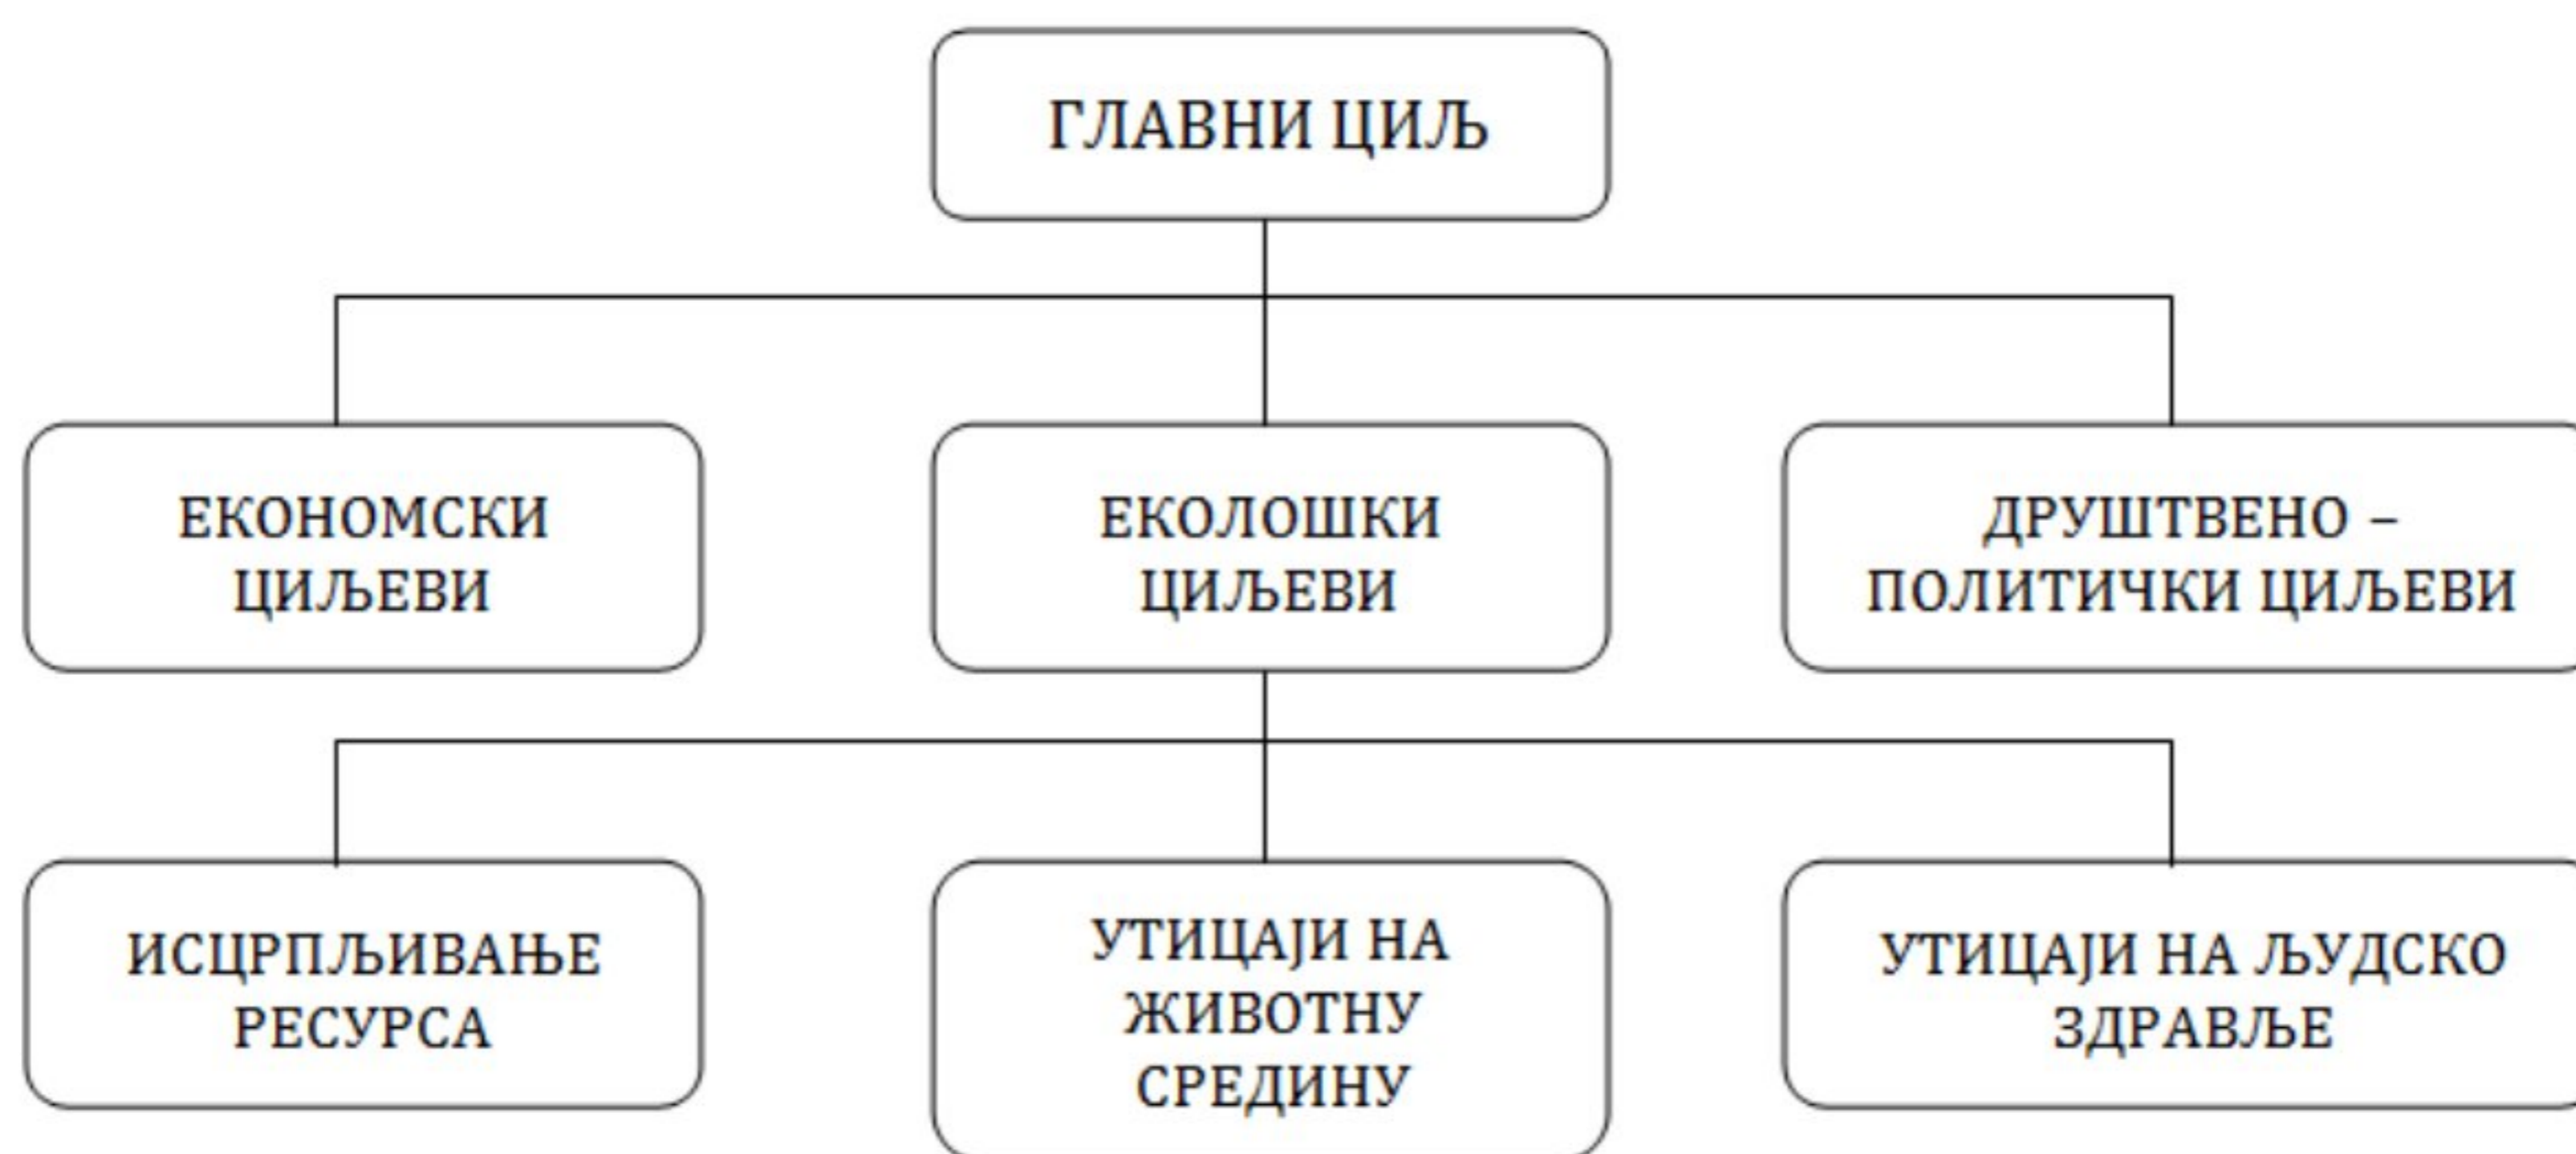 ГЛАВНИ ЦИЉ
ЕКОНОМСКИ
ЦИЉЕВИ
ЕКОЛОШКИ
ЦИЉЕВИ
ДРУШТВЕНО –
ПОЛИТИЧКИ ЦИЉЕВИ
ИСЦРПЉИВАЊЕ
РЕСУРСА
УТИЦАЈИ НА
ЖИВОТНУ
СРЕДИНУ
УТИЦАЈИ НА ЉУДСКО
ЗДРАВЉЕ